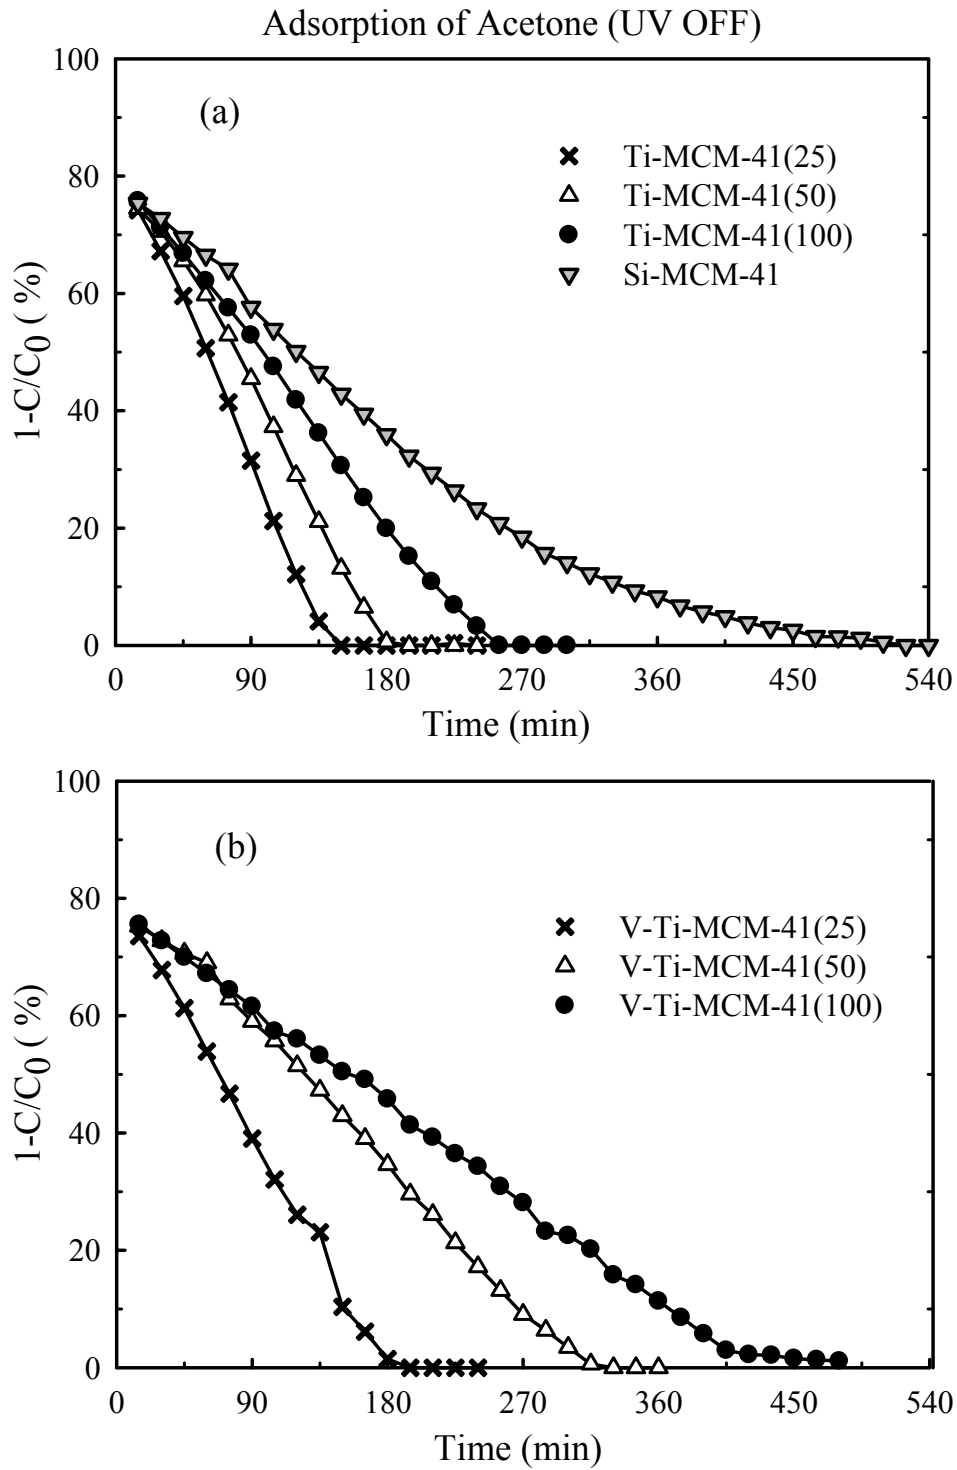 Adsorption of Acetone (UV OFF)
100
(a)
Ti-MCM-41(25)
80
Ti-MCM-41(50)
Ti-MCM-41(100)
Si-MCM-41
60
1-C/C0 ( %)
40
20
0
0 90 180 270 360 450 540
Time (min)
100
(b)
80
V-Ti-MCM-41(25)
V-Ti-MCM-41(50)
V-Ti-MCM-41(100)
60
1-C/C0 ( %)
40
20
0
0 90 180 270 360 450 540
Time (min)